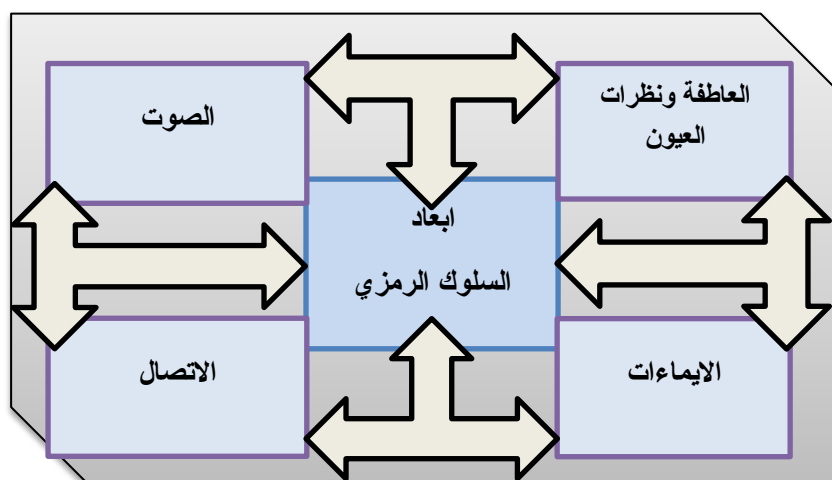 العاطفة ونظرات
العيون
الصوت
ابعاد
السلوك الرمزي
الايماءات
الاتصال